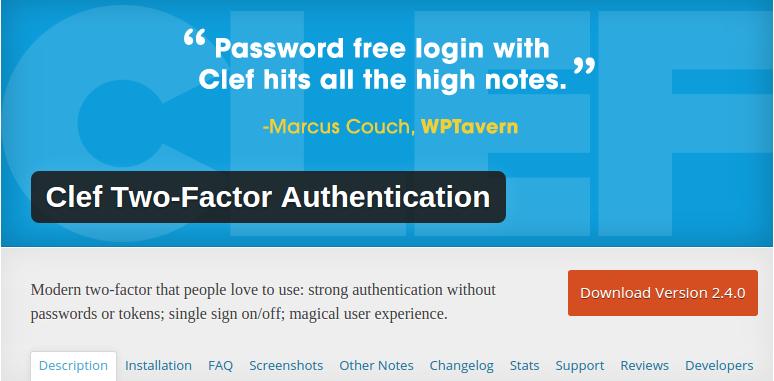 CLEF
“ Password free login with
Clef hits all the high notes. ”
-Marcus Couch, WPTavern
Clef Two-Factor Authentication
Modern two-factor that people love to use: strong authentication without
passwords or tokens; single sign on/off; magical user experience.
Download Version 2.4.0
Description Installation FAQ Screenshots Other Notes Changelog Stats Support Reviews Developers